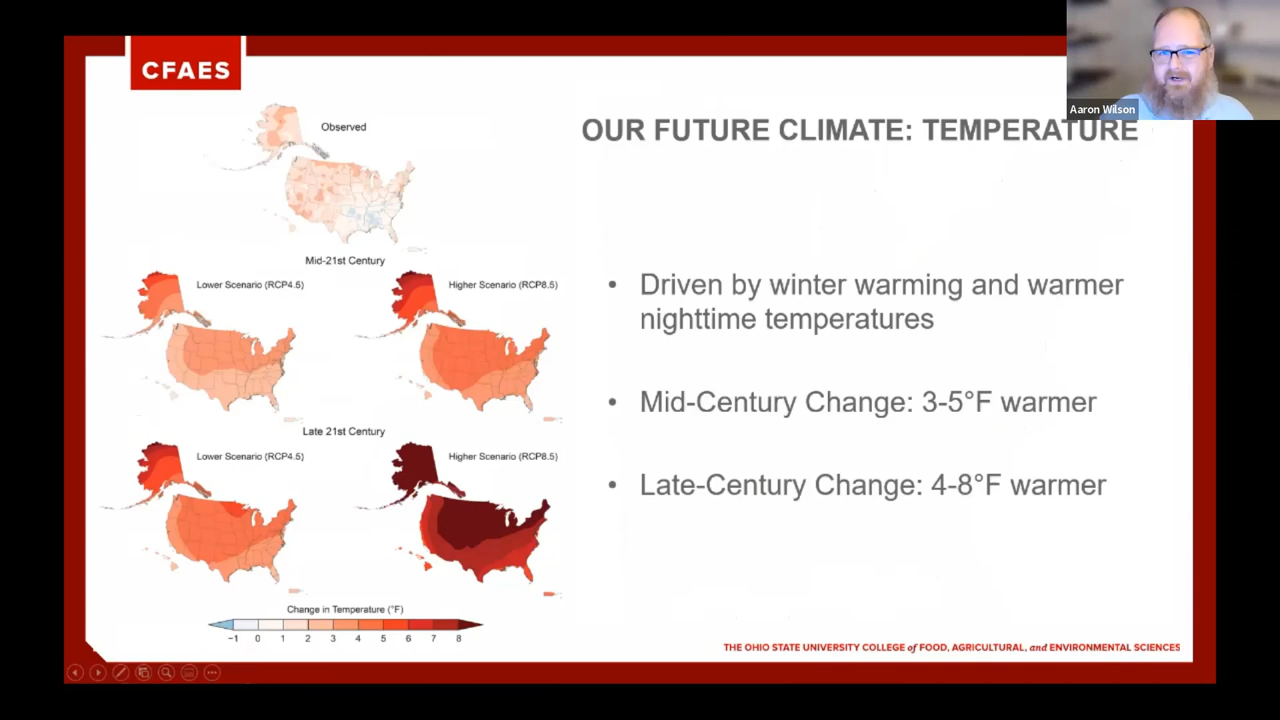 CFAES
Aaron Wilson
OUR FUTURE CLIMATE: TEMPERATURE
Observed
Mid-21st Century
Lower Scenario (RCP4.5)
Higher Scenario (RCP8.5)
Late 21st Century
Lower Scenario (RCP4.5)
Higher Scenario (RCP8.5)
Change in Temperature (°F)
−1 0 1 2 3 4 5 6 7 8
• Driven by winter warming and warmer
nighttime temperatures
• Mid-Century Change: 3-5°F warmer
• Late-Century Change: 4-8°F warmer
THE OHIO STATE UNIVERSITY COLLEGE of FOOD, AGRICULTURAL, and ENVIRONMENTAL SCIENCES